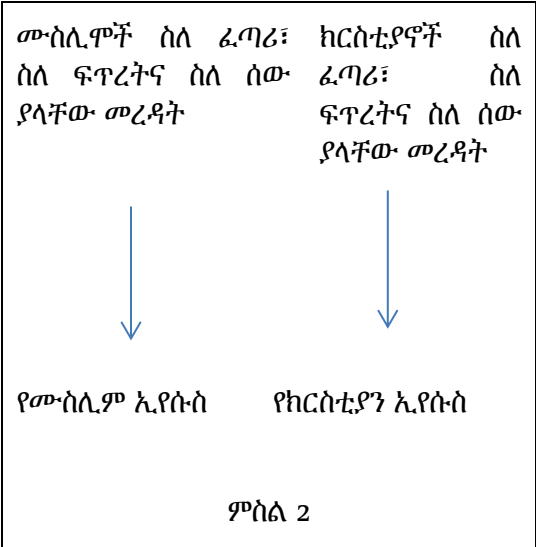 ሙስሊሞች ስለ ፈጣሪ፣
ስለ ፍጥረትና ስለ ሰው
ያላቸው መረዳት
ክርስቲያኖች ስለ
ፈጣሪ፣ ስለ
ፍጥረትና ስለ ሰው
ያላቸው መረዳት
የሙስሊም ኢየሱስ
የክርስቲያን ኢየሱስ
ምስል 2